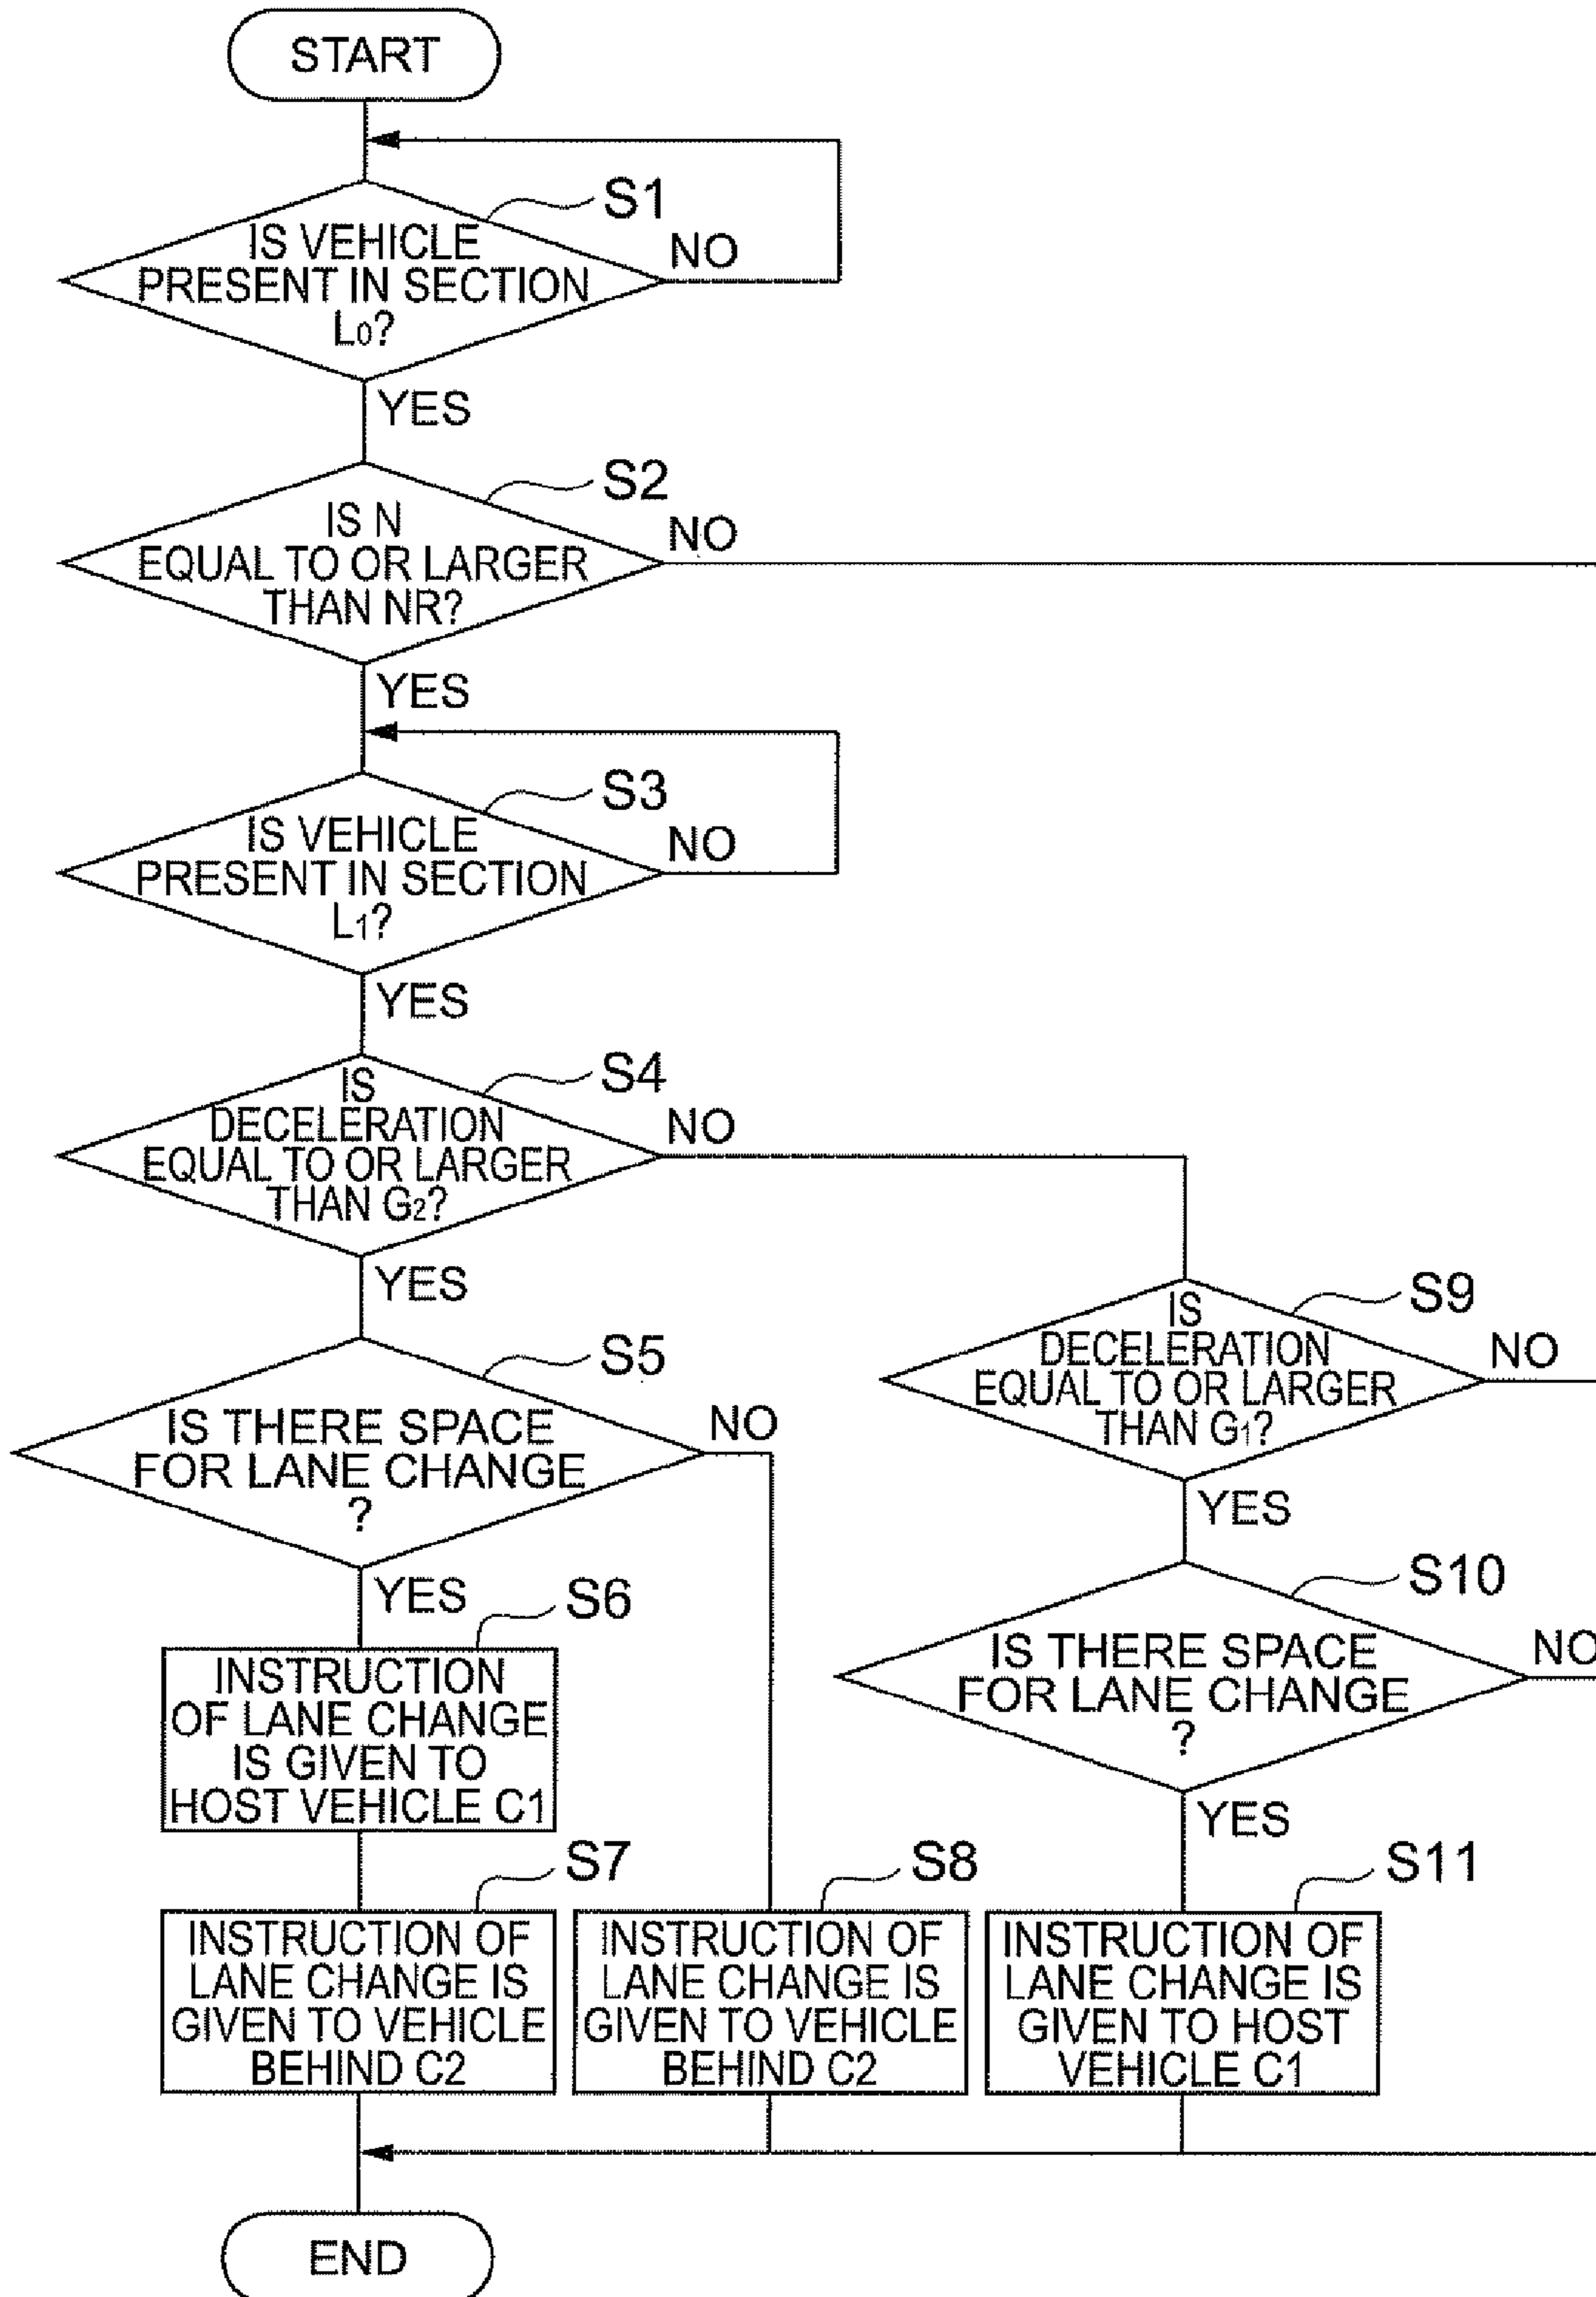 START
S1
IS VEHICLE
PRESENT IN SECTION
L0?
NO
YES
S2
IS N
EQUAL TO OR LARGER
THAN NR?
NO
YES
S3
IS VEHICLE
PRESENT IN SECTION
L1?
NO
YES
S4
IS
DECELERATION
EQUAL TO OR LARGER
THAN G2?
NO
YES
S5
IS THERE SPACE
FOR LANE CHANGE
?
NO
YES
S6
INSTRUCTION
OF LANE CHANGE
IS GIVEN TO
HOST VEHICLE C1
S7
INSTRUCTION OF
LANE CHANGE IS
GIVEN TO VEHICLE
BEHIND C2
S8
INSTRUCTION OF
LANE CHANGE IS
GIVEN TO VEHICLE
BEHIND C2
S9
IS
DECELERATION
EQUAL TO OR LARGER
THAN G1?
NO
YES
S10
IS THERE SPACE
FOR LANE CHANGE
?
NO
YES
S11
INSTRUCTION OF
LANE CHANGE IS
GIVEN TO HOST
VEHICLE C1
END